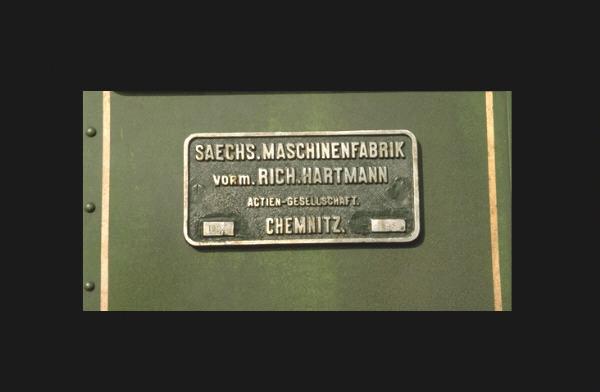 SAECHS.MASCHINENFABRIK
vorm. RICH.HARTMANN
ACTIEN-GESELLSCHAFT.
CHEMNITZ.